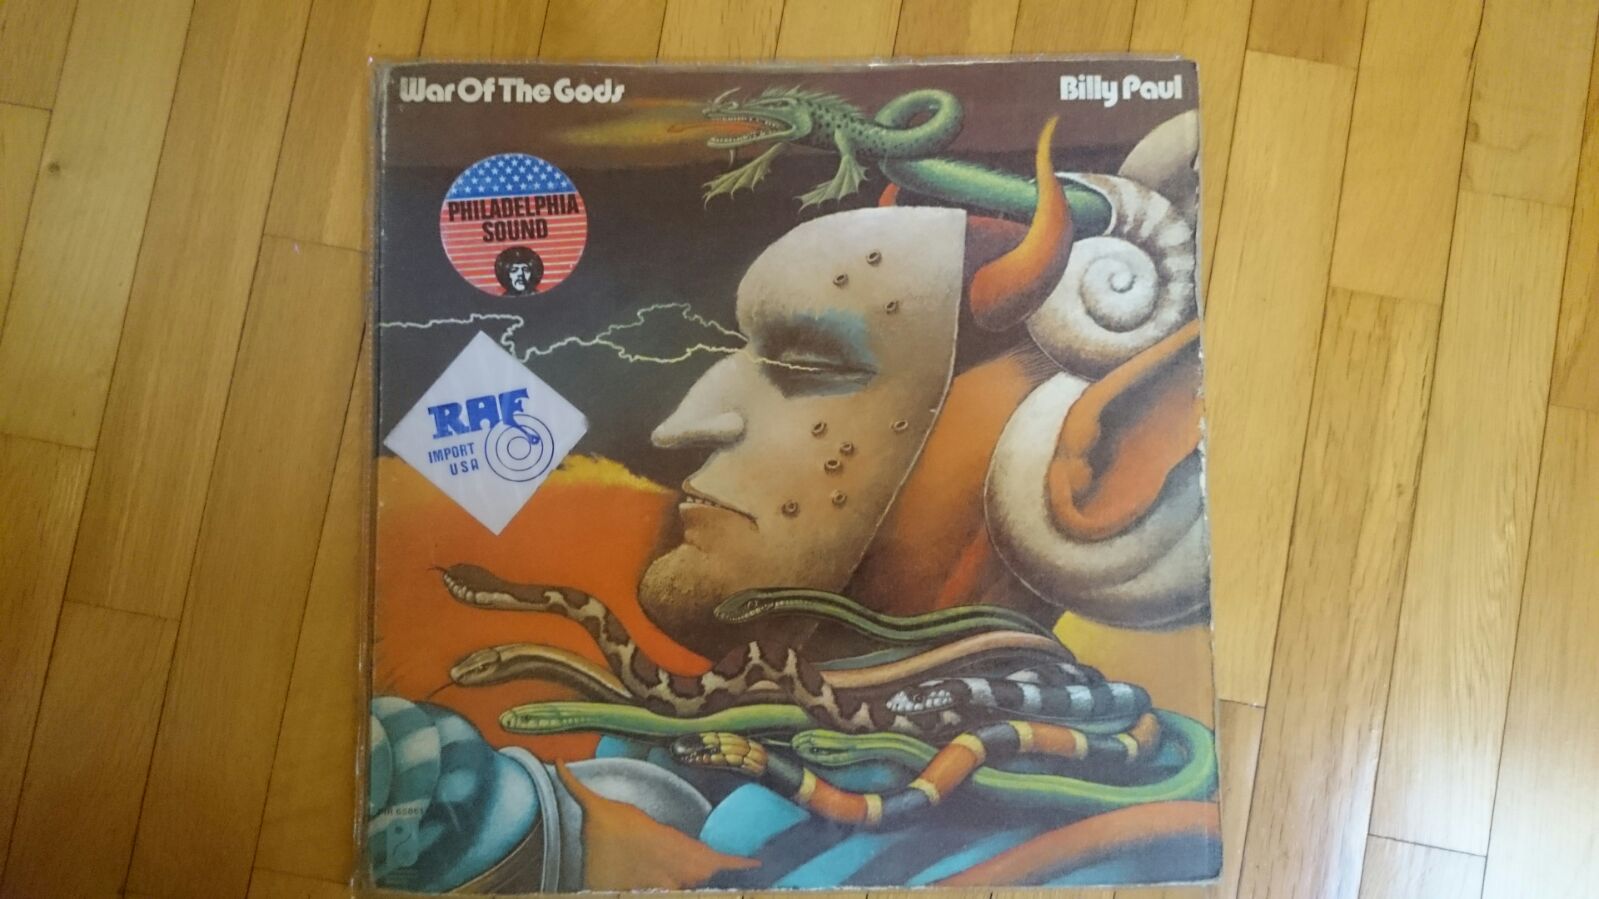 War Of The Gods
Billy Paul
PHILADELPHIA
SOUND
RAF
IMPORT
USA